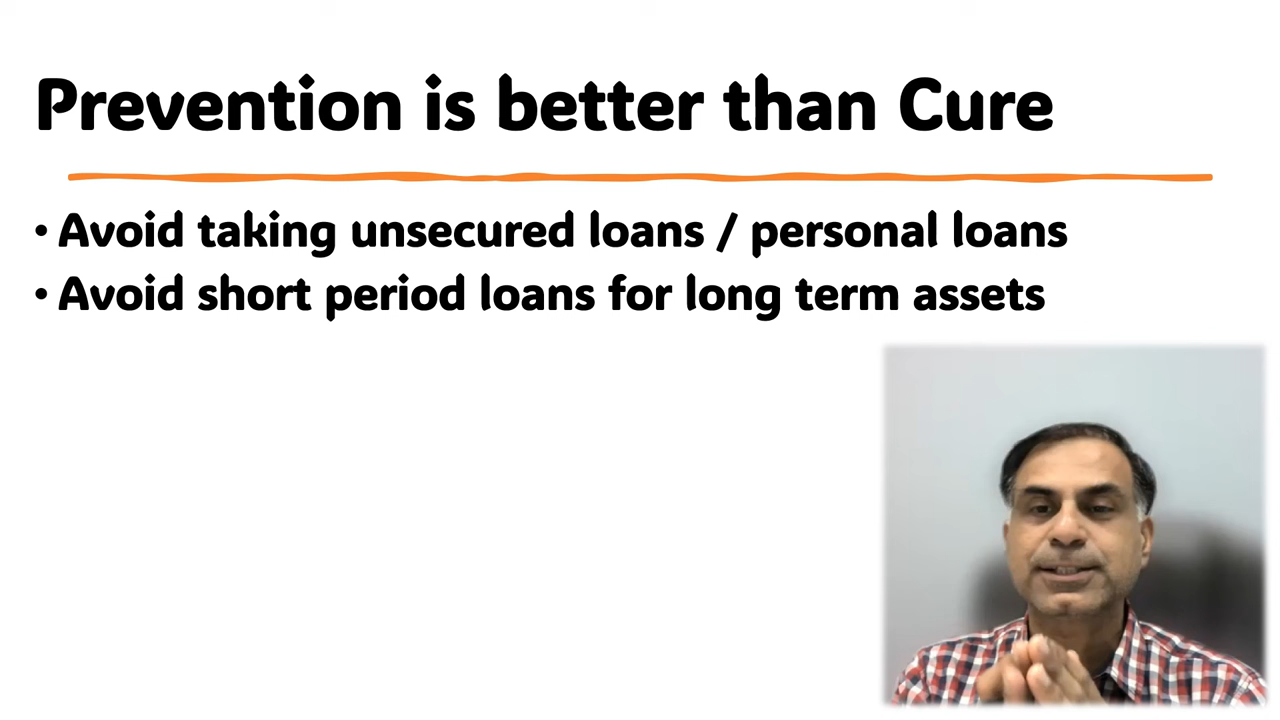 Prevention is better than Cure
• Avoid taking unsecured loans / personal loans
• Avoid short period loans for long term assets